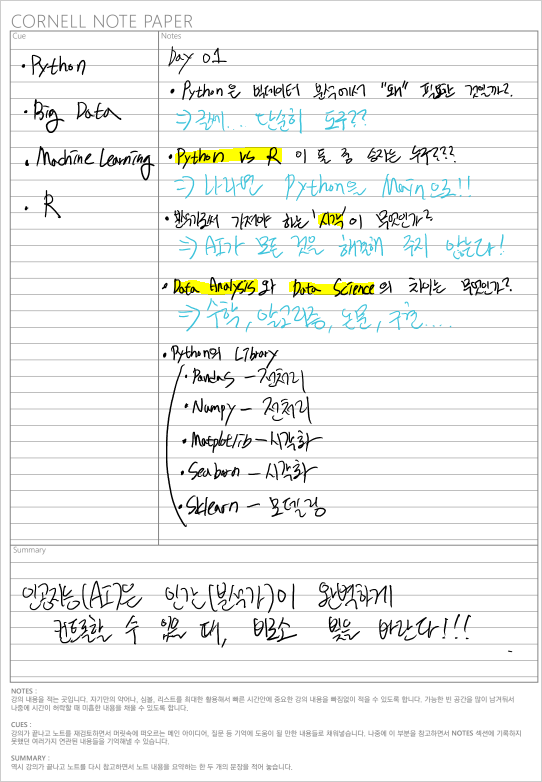 CORNELL NOTE PAPER
Cue
Notes
• Python
• Big Data
• Machine Learning
• R
Day 01
• Python은 빅데이터 분석에서 "왜" 필요한 것일까?
⇒ 글쎄... 단순히 도구??
• Python vs R 이 둘 중 승자는 누구???
⇒ 나라면 Python을 Main으로!!
• 분석가로서 가져야 하는 '시각'이 무엇인가?
⇒ AI가 모든 것을 해결해 주지 않는다!
• Data Analysis와 Data Science의 차이는 무엇인가?
⇒ 수학, 알고리즘, 논문, 구현....
• Python의 Library
• Pandas – 전처리
• Numpy – 전처리
• Matplotlib – 시각화
• Seaborn – 시각화
• Sklearn – 모델링
Summary
인공지능(AI)은 인간(분석가)이 완벽하게
컨트롤할 수 있을 때, 비로소 빛을 발한다!!!
NOTES :
강의 내용을 적는 곳입니다. 자기만의 약어나, 심볼, 리스트를 최대한 활용해서 빠른 시간안에 중요한 강의 내용을 빠짐없이 적을 수 있도록 합니다. 가능한 빈 공간을 많이 남겨둬서
나중에 시간이 허락할 때 미흡한 내용을 채울 수 있도록 합니다.
CUES :
강의가 끝나고 노트를 재검토하면서 머릿속에 떠오르는 메인 아이디어, 질문 등 기억에 도움이 될 만한 내용들로 채워넣습니다. 나중에 이 부분을 참고하면서 NOTES 섹션에 기록하지
못했던 여러가지 연관된 내용들을 기억해낼 수 있습니다.
SUMMARY :
역시 강의가 끝나고 노트를 다시 참고하면서 노트 내용을 요약하는 한 두 개의 문장을 적어 놓습니다.